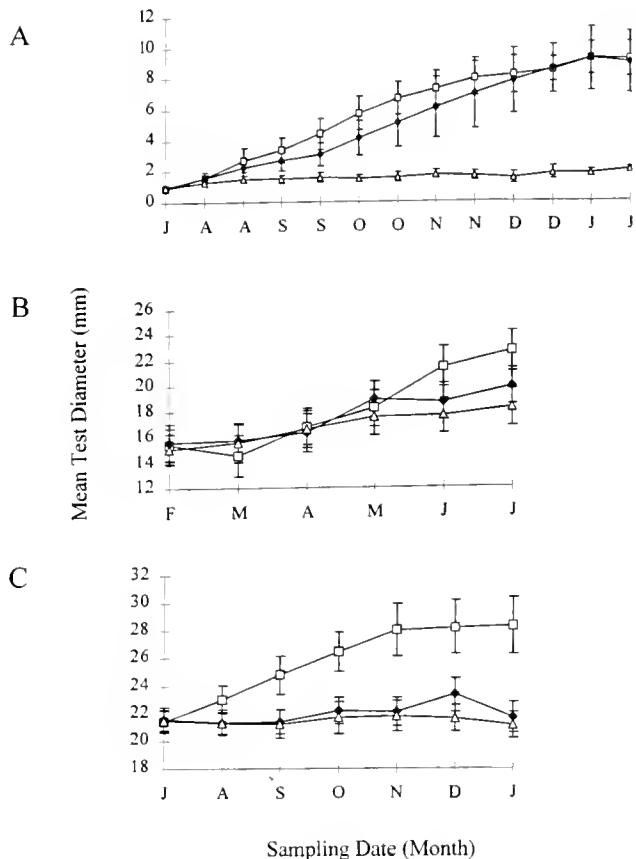 A
12
10
8
6
4
2
0
J A A S S O O N N D D J J
B
26
24
22
20
18
16
14
12
F M A M J J
Mean Test Diameter (mm)
C
32
30
28
26
24
22
20
18
J A S O N D J
Sampling Date (Month)